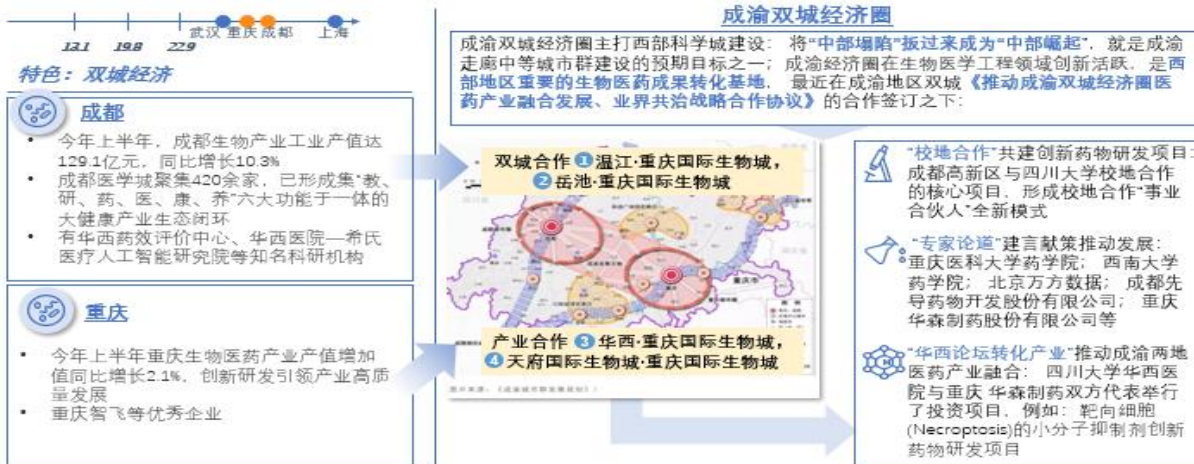 成渝双城经济圈
武汉 重庆 成都 上海
13.1 19.8 22.9
特色：双城经济
成都
• 今年上半年，成都生物产业工业产值达
129.1亿元，同比增长10.3%
• 成都医学城聚集420余家，已形成集“教、
研、药、医、康、养”六大功能于一体的
大健康产业生态闭环
• 有华西药效评价中心、华西医院—希氏
医疗人工智能研究院等知名科研机构
重庆
• 今年上半年重庆生物医药产业产值增加
值同比增长2.1%，创新研发引领产业高质
量发展
• 重庆智飞等优秀企业
成渝双城经济圈主打西部科学城建设：将“中部塌陷”扳过来成为“中部崛起”，就是成渝
走廊中等城市群建设的预期目标之一；成渝经济圈在生物医学工程领域创新活跃，是西
部地区重要的生物医药成果转化基地，最近在成渝地区双城《推动成渝双城经济圈医
药产业融合发展、业界共治战略合作协议》的合作签订之下：
双城合作 1 温江·重庆国际生物城，
2 岳池·重庆国际生物城
重庆市
产业合作 3 华西·重庆国际生物城，
4 天府国际生物城·重庆国际生物城
图片来源：《成渝城市群发展规划》
“校地合作”共建创新药物研发项目：
成都高新区与四川大学校地合作
的核心项目，形成校地合作“事业
合伙人”全新模式
“专家论道”建言献策推动发展：
重庆医科大学药学院；西南大学
药学院；北京万方数据；成都先
导药物开发股份有限公司；重庆
华森制药股份有限公司等
“华西论坛转化产业”推动成渝两地
医药产业融合：四川大学华西医
院与重庆 华森制药双方代表举行
了投资项目，例如：靶向细胞
(Necroptosis)的小分子抑制剂创新
药物研发项目